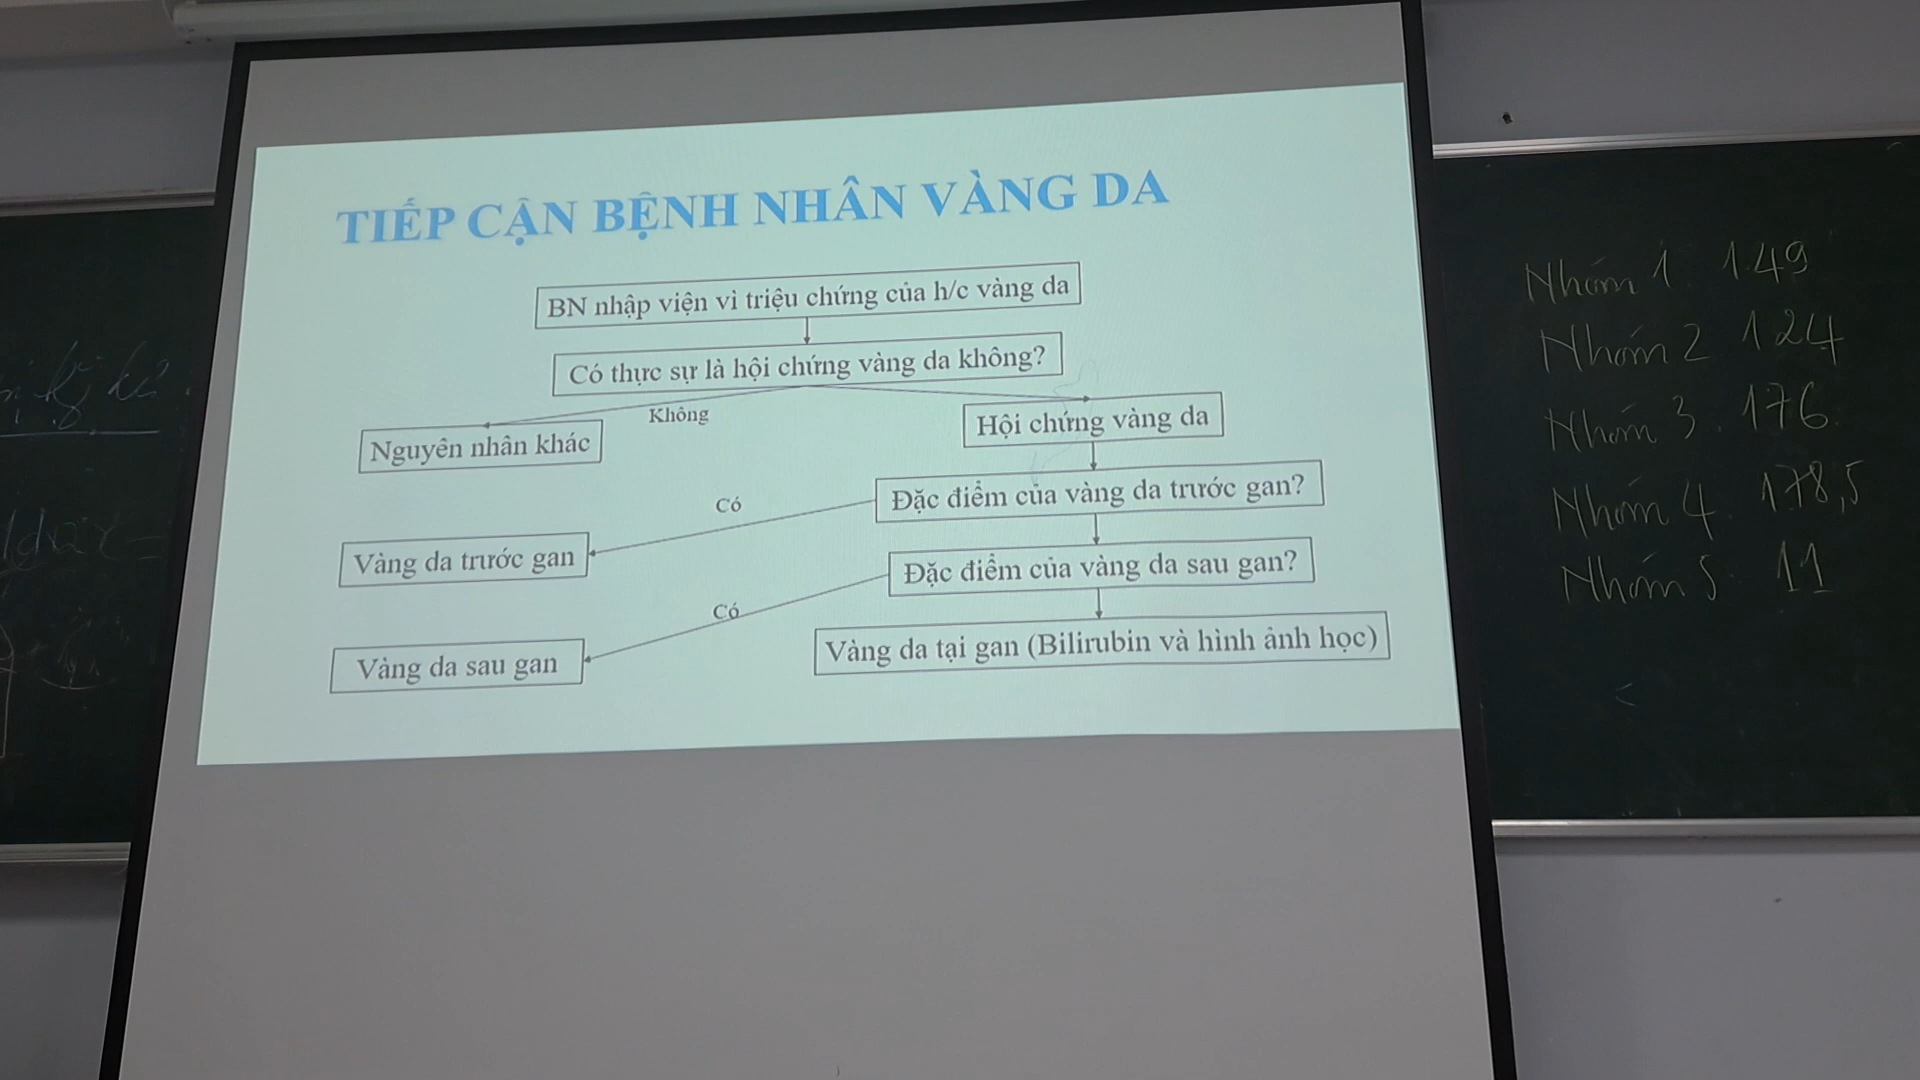 TIẾP CẬN BỆNH NHÂN VÀNG DA
BN nhập viện vì triệu chứng của h/c vàng da
Có thực sự là hội chứng vàng da không?
Không
Hội chứng vàng da
Nguyên nhân khác
Đặc điểm của vàng da trước gan?
Có
Vàng da trước gan
Đặc điểm của vàng da sau gan?
Có
Vàng da sau gan
Vàng da tại gan (Bilirubin và hình ảnh học)
Nhóm 1 149
Nhóm 2 124
Nhóm 3. 176
Nhóm 4. 178,5
Nhóm 5 11